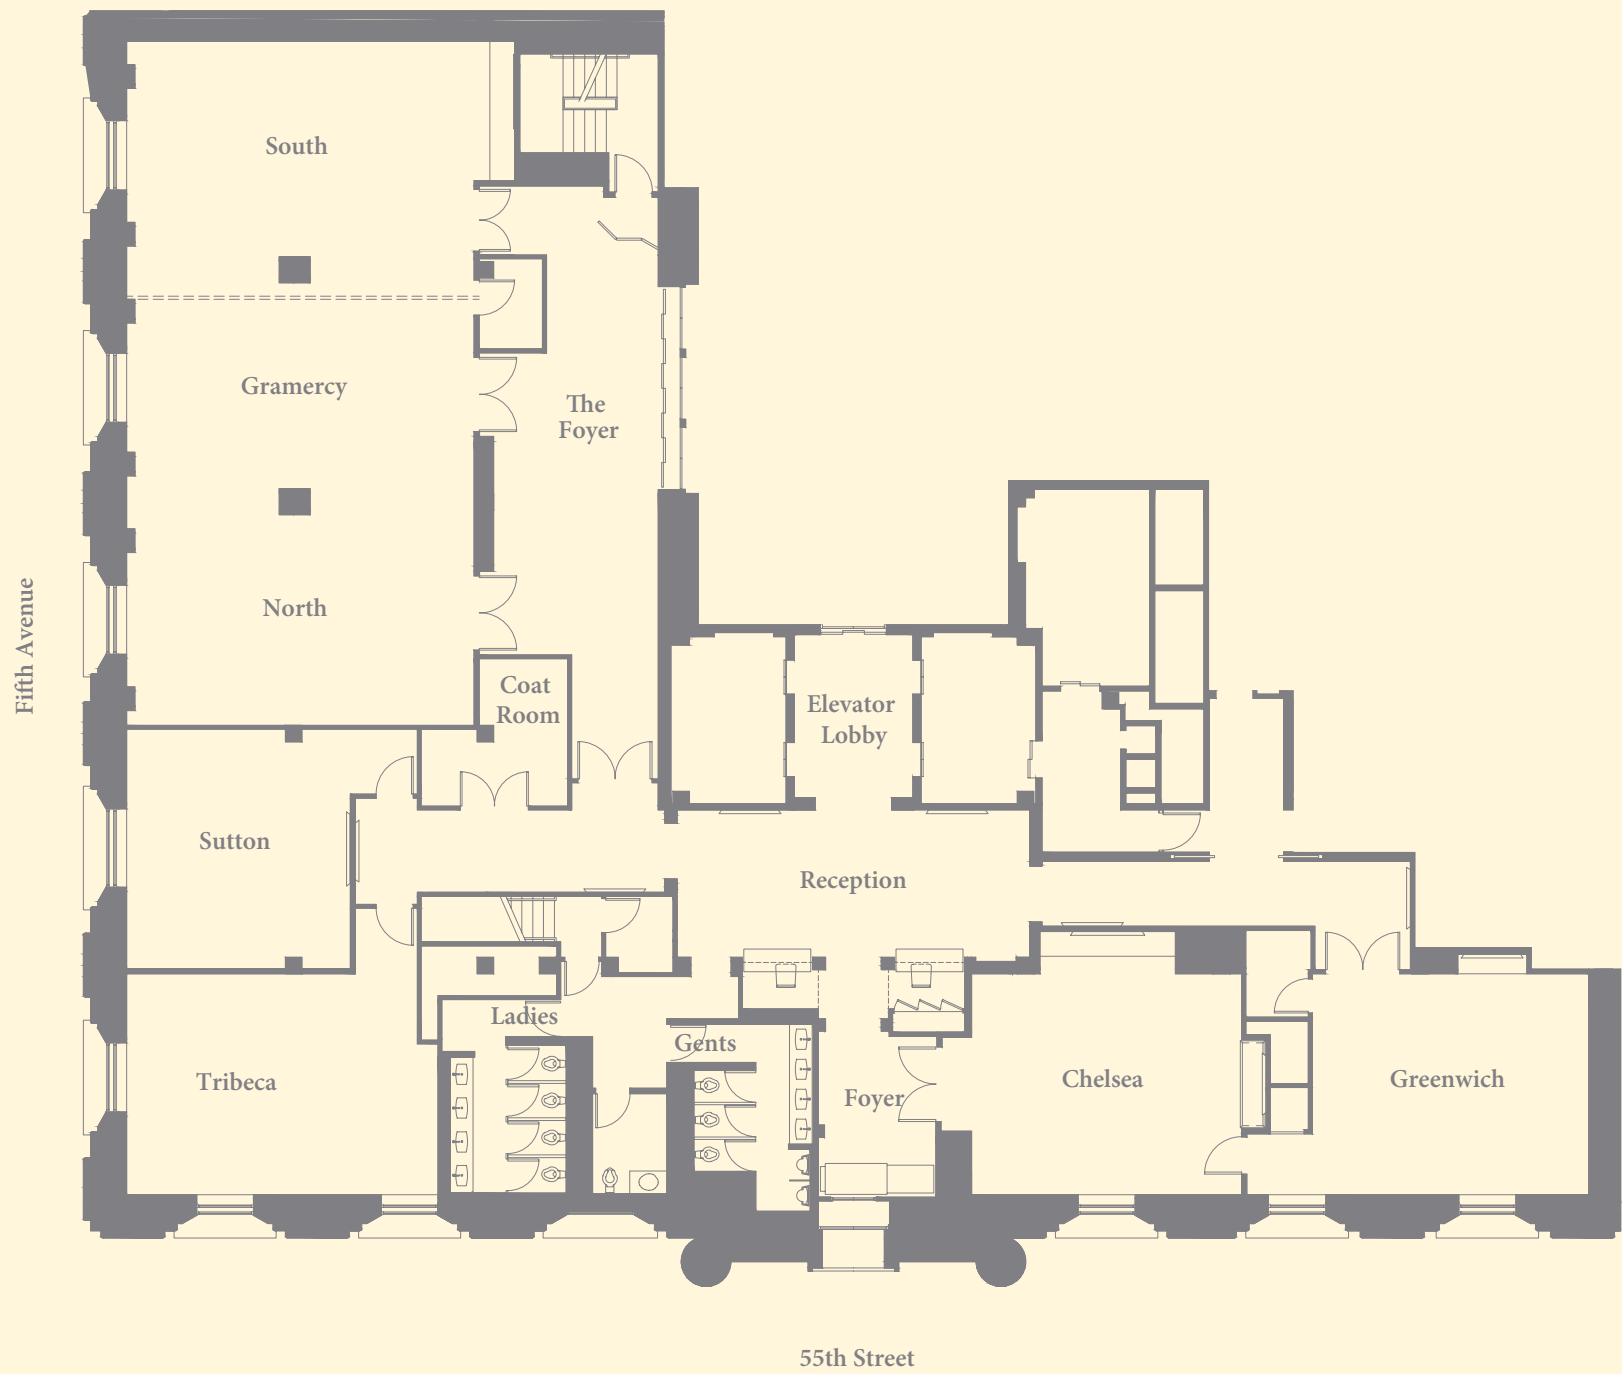 South
Gramercy
The
Foyer
Fifth Avenue
North
Coat
Room
Elevator
Lobby
Sutton
Reception
Ladies
Gents
Tribeca
Foyer
Chelsea
Greenwich
55th Street